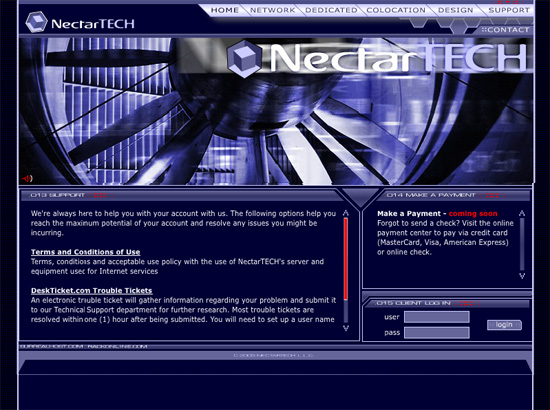 HOME NETWORK DEDICATED COLOCATION DESIGN SUPPORT
NectarTECH
::CONTACT
NectarTECH
013 SUPPORT
We're always here to help you with your account with us. The following options help you
reach the maximum potential of your account and resolve any issues you might be
incurring.
Terms and Conditions of Use
Terms, conditions and acceptable use policy with the use of NectarTECH's server and
equipment usec for Internet services
DeskTicket.com Trouble Tickets
An electronic trouble ticket will gather information regarding your problem and submit it
to our Technical Support department for further research. Most trouble tickets are
resolved within one (1) hour after being submitted. You will need to set up a user name
014 MAKE A PAYMENT
Make a Payment - coming soon
Forgot to send a check? Visit the online
payment center to pay via credit card
(MasterCard, Visa, American Express)
or online check.
015 CLIENT LOG IN
user
pass
login
SURREALHOST.COM RACKONLINE.COM